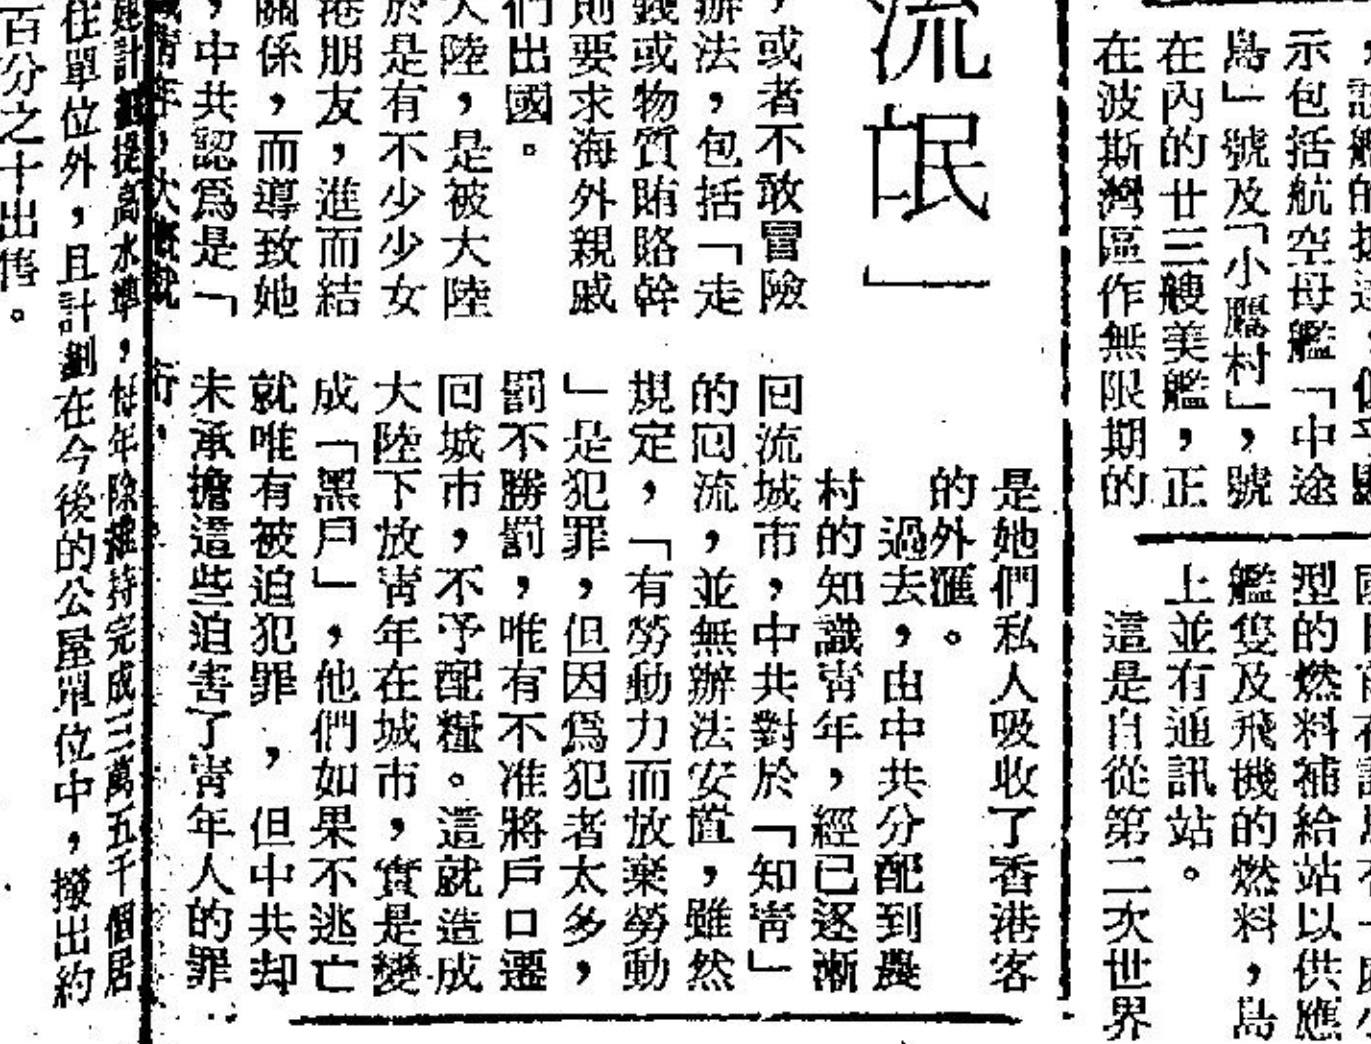 示包括航空母艦「中途
島」號及「小鷹村」，號
在內的廿三艘美艦，正
在波斯灣區作無限期的
型的燃料補給站以供應
艦隻及飛機的燃料，島
上並有通訊站。
這是自從第二次世界
流氓」
，或者不敢冒險
辦法，包括「走
錢或物質賄賂幹
則要求海外親戚
們出國。
大陸，是被大陸
於是有不少少女
港朋友，進而結
關係，而導致她
，中共認爲是「
是她們私人吸收了香港客
的外滙。
過去，由中共分配到農
村的知識靑年，經已逐漸
回流城市，中共對於「知靑」
的回流，並無辦法安置，雖然
規定，「有勞動力而放棄勞動
」是犯罪，但因爲犯者太多，
罰不勝罰，唯有不准將戶口遷
回城市，不予配糧。這就造成
大陸下放靑年在城市，實是變
成「黑戶」，他們如果不逃亡
就唯有被迫犯罪，但中共却
未承擔這些迫害了靑年人的罪
建計劃提高水準，每年除維持完成三萬五千個居
住單位外，且計劃在今後的公屋單位中，撥出約
百分之十出售。